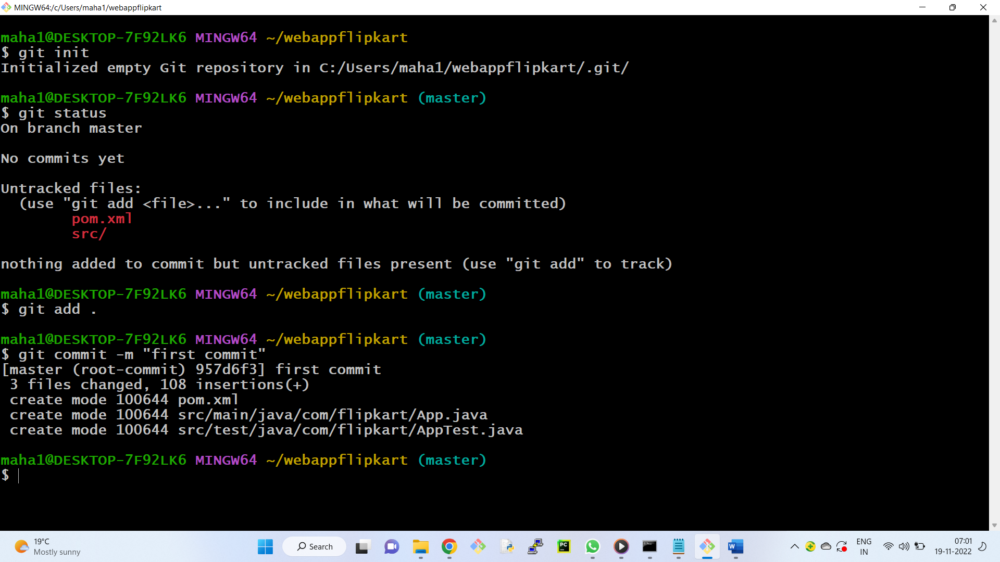 MINGW64:/c/Users/maha1/webappflipkart
maha1@DESKTOP-7F92LK6 MINGW64 ~/webappflipkart
$ git init
Initialized empty Git repository in C:/Users/maha1/webappflipkart/.git/
maha1@DESKTOP-7F92LK6 MINGW64 ~/webappflipkart (master)
$ git status
On branch master
No commits yet
Untracked files:
  (use "git add <file>..." to include in what will be committed)
        pom.xml
        src/
nothing added to commit but untracked files present (use "git add" to track)
maha1@DESKTOP-7F92LK6 MINGW64 ~/webappflipkart (master)
$ git add .
maha1@DESKTOP-7F92LK6 MINGW64 ~/webappflipkart (master)
$ git commit -m "first commit"
[master (root-commit) 957d6f3] first commit
 3 files changed, 108 insertions(+)
 create mode 100644 pom.xml
 create mode 100644 src/main/java/com/flipkart/App.java
 create mode 100644 src/test/java/com/flipkart/AppTest.java
maha1@DESKTOP-7F92LK6 MINGW64 ~/webappflipkart (master)
$
19°C
Mostly sunny
Search
PC
W
ENG
IN
07:01
19-11-2022